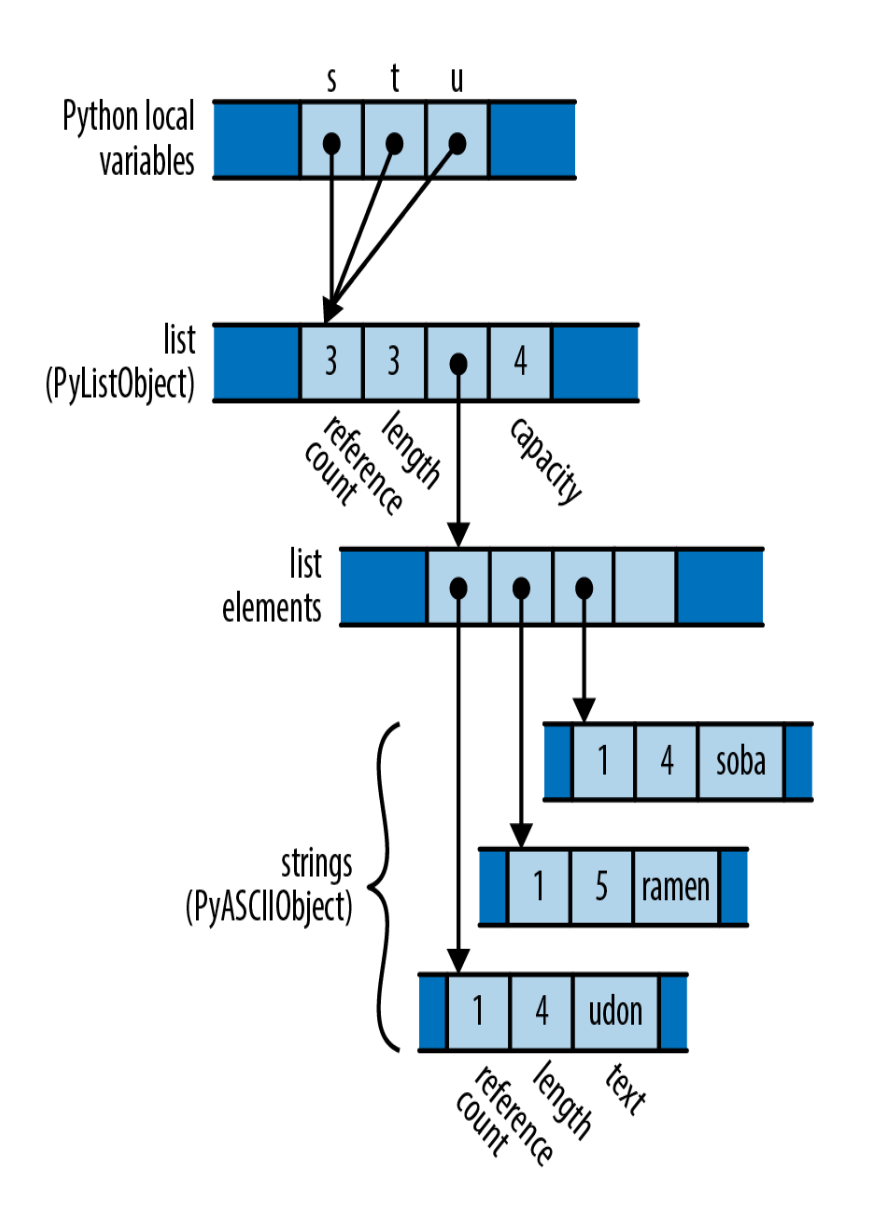 s t u
Python local
variables
list
(PyListObject)
3 3 4
reference
count
length
capacity
list
elements
1 4 soba
strings
(PyASCIIObject)
1 5 ramen
1 4 udon
reference
count
length
text